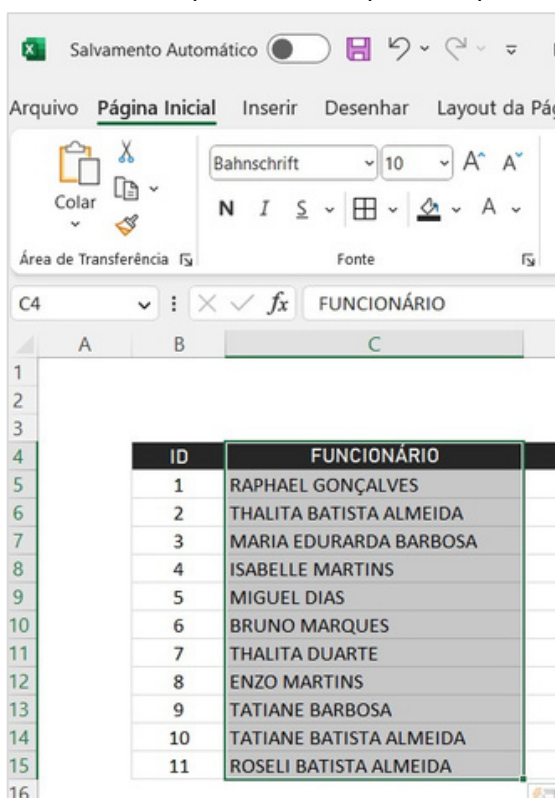 Salvamento Automático
Arquivo Página Inicial Inserir Desenhar Layout da Pág
Colar
Bahnschrift 10 A^ Aˇ
N I S A
Área de Transferência Fonte
C4 fx FUNCIONÁRIO
A B C
1
2
3
4 ID FUNCIONÁRIO
5 1 RAPHAEL GONÇALVES
6 2 THALITA BATISTA ALMEIDA
7 3 MARIA EDURARDA BARBOSA
8 4 ISABELLE MARTINS
9 5 MIGUEL DIAS
10 6 BRUNO MARQUES
11 7 THALITA DUARTE
12 8 ENZO MARTINS
13 9 TATIANE BARBOSA
14 10 TATIANE BATISTA ALMEIDA
15 11 ROSELI BATISTA ALMEIDA
16